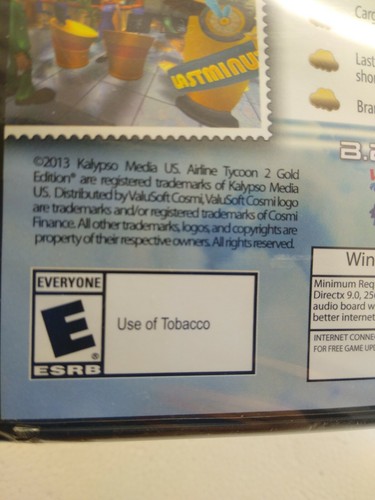 Carg
LASTMINU
Last
sho
Bra
©2013 Kalypso Media US. Airline Tycoon 2 Gold
Edition® are registered trademarks of Kalypso Media
US. Distributed by ValuSoft Cosmi, ValuSoft Cosmi logo
are trademarks and/or registered trademarks of Cosmi
Finance. All other trademarks, logos, and copyrights are
property of their respective owners. All rights reserved.
EVERYONE
E
®
ESRB
Use of Tobacco
Win
Minimum Req
Directx 9.0, 25
audio board w
better internet
INTERNET CONNE
FOR FREE GAME UPD